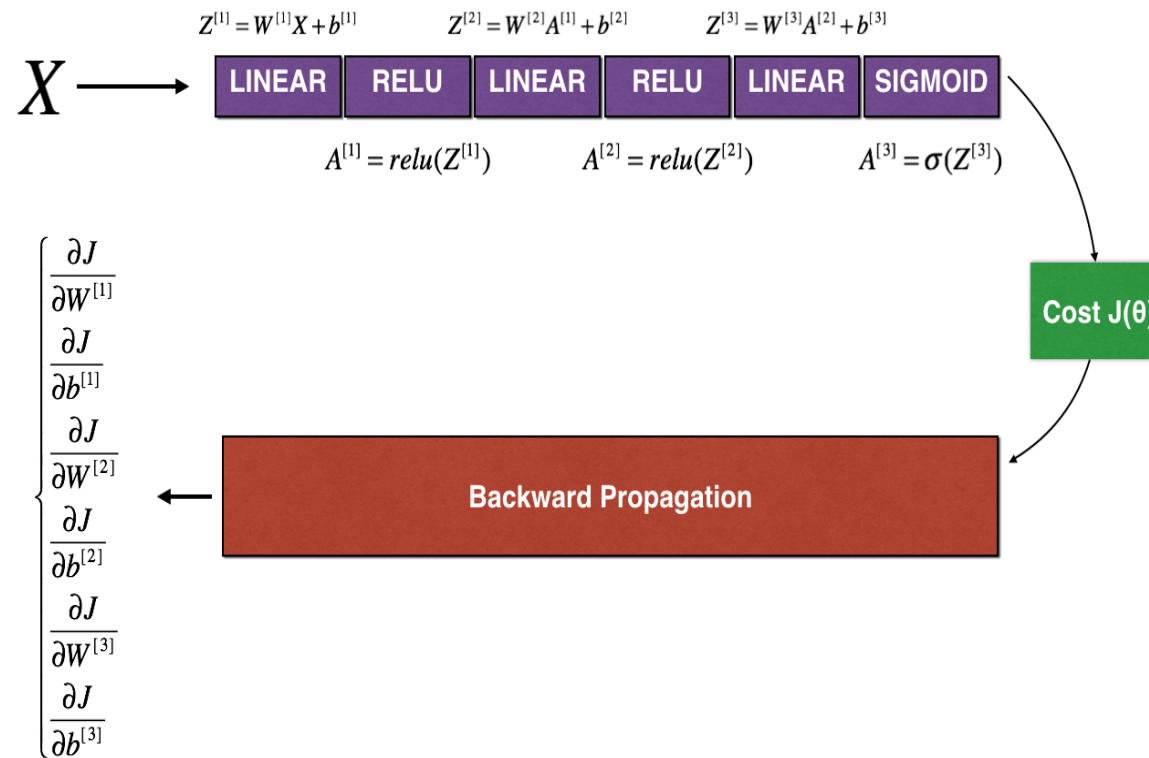 Z^[1] = W^[1]X + b^[1] Z^[2] = W^[2]A^[1] + b^[2] Z^[3] = W^[3]A^[2] + b^[3]
X LINEAR RELU LINEAR RELU LINEAR SIGMOID
A^[1] = relu(Z^[1]) A^[2] = relu(Z^[2]) A^[3] = σ(Z^[3])
Cost J(θ)
Backward Propagation
∂J
∂W^[1]
∂J
∂b^[1]
∂J
∂W^[2]
∂J
∂b^[2]
∂J
∂W^[3]
∂J
∂b^[3]